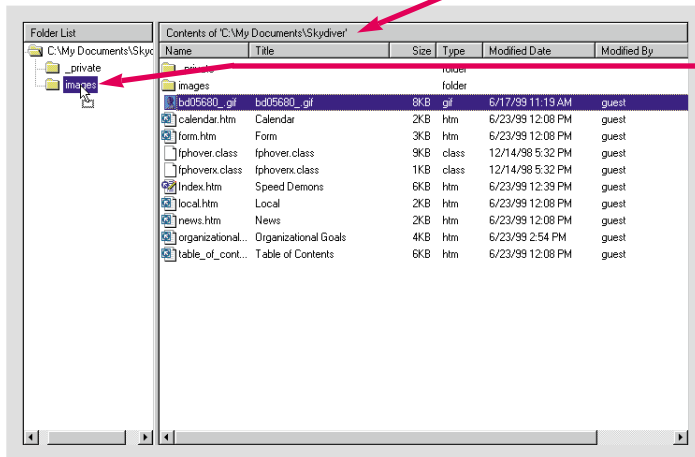 Folder List
Contents of 'C:\My Documents\Skydiver'
C:\My Documents\Skyd
_private
images
Name Title Size Type Modified Date Modified By
_private folder
images folder
bd05680_.gif bd05680_.gif 8KB gif 6/17/99 11:19 AM guest
calendar.htm Calendar 2KB htm 6/23/99 12:08 PM guest
form.htm Form 3KB htm 6/23/99 12:08 PM guest
fphover.class fphover.class 9KB class 12/14/98 5:32 PM guest
fphoverx.class fphoverx.class 1KB class 12/14/98 5:32 PM guest
Index.htm Speed Demons 6KB htm 6/23/99 12:39 PM guest
local.htm Local 2KB htm 6/23/99 12:08 PM guest
news.htm News 2KB htm 6/23/99 12:08 PM guest
organizational... Organizational Goals 4KB htm 6/23/99 2:54 PM guest
table_of_cont... Table of Contents 6KB htm 6/23/99 12:08 PM guest